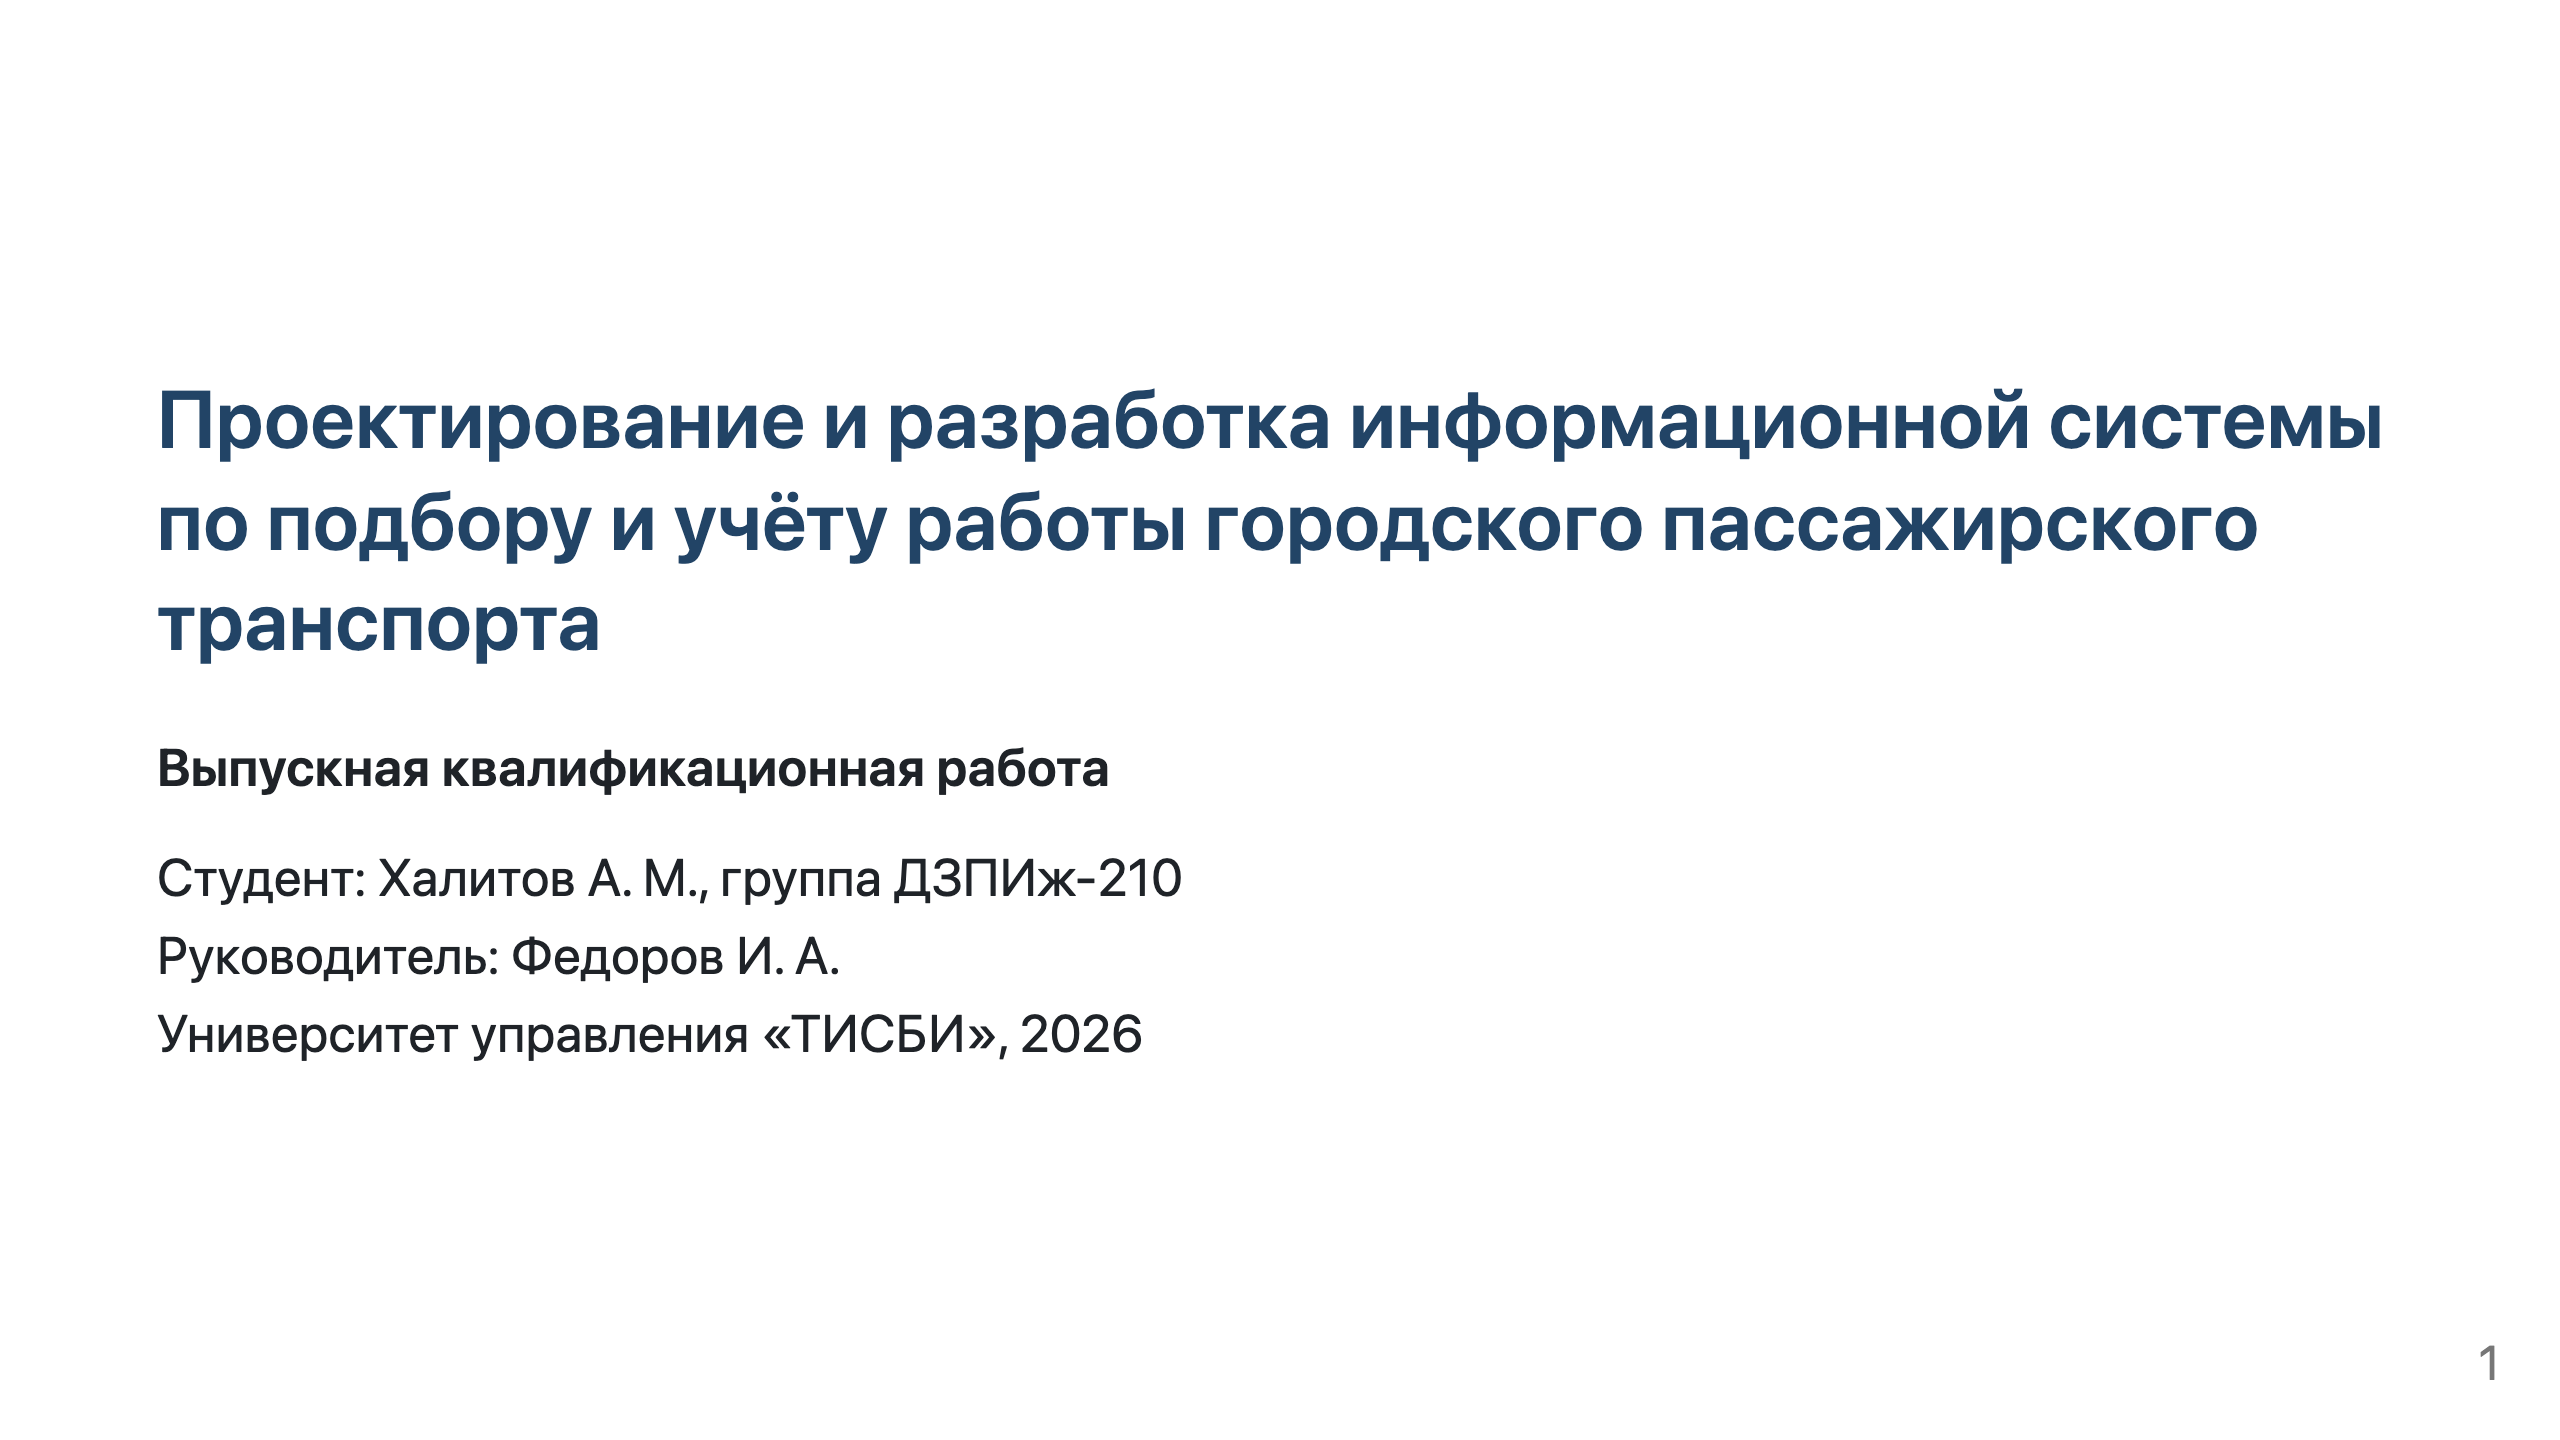 Проектирование и разработка информационной системы
по подбору и учёту работы городского пассажирского
транспорта
Выпускная квалификационная работа
Студент: Халитов А. М., группа ДЗПИж-210
Руководитель: Федоров И. А.
Университет управления «ТИСБИ», 2026
1